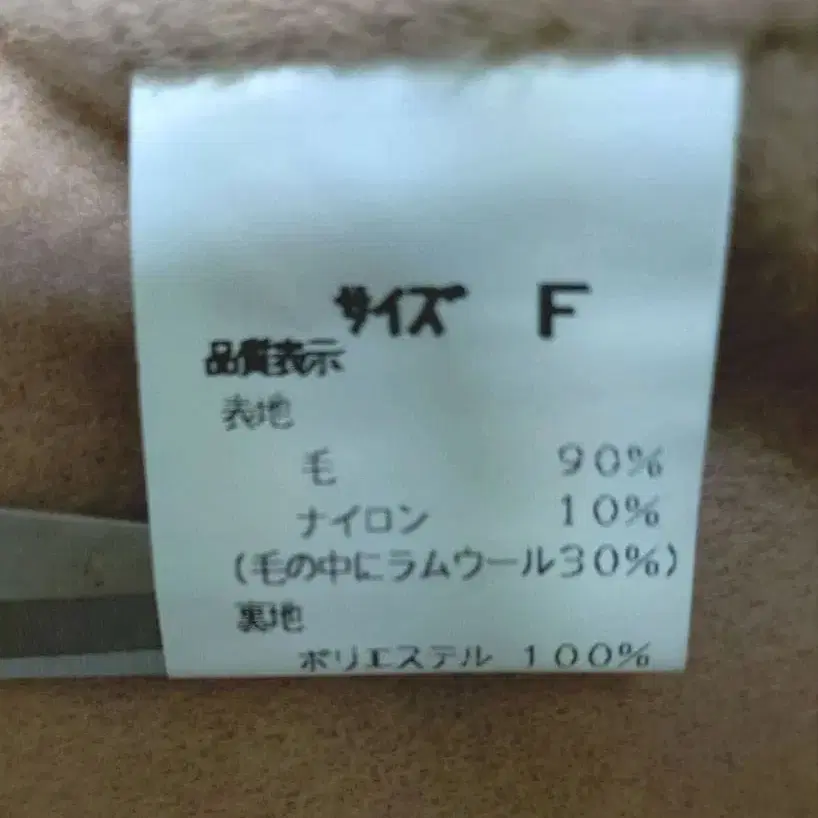 サイズ F
品質表示
表地
毛 90%
ナイロン 10%
(毛の中にラムウール30%)
裏地
ポリエステル 100%